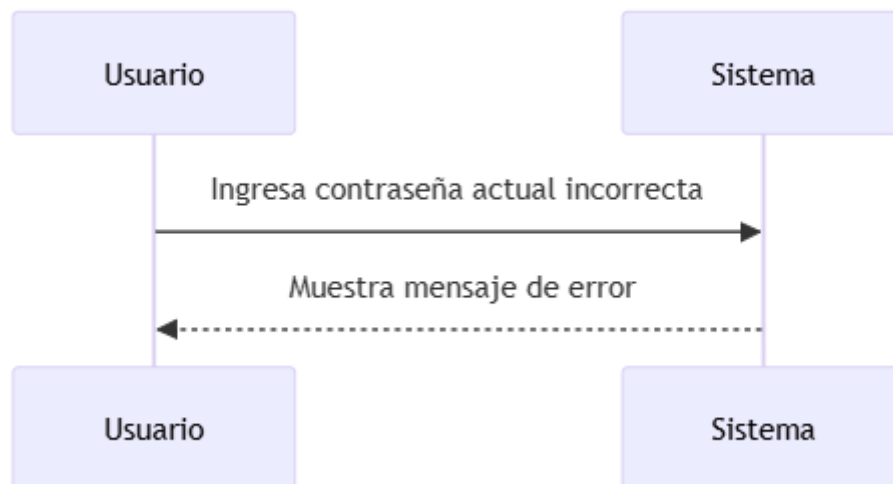 Usuario
Sistema
Ingresa contraseña actual incorrecta
Muestra mensaje de error
Usuario
Sistema